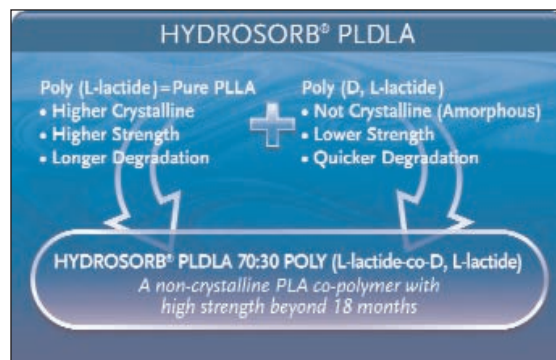 HYDROSORB® PLDLA
Poly (L-lactide) = Pure PLLA
• Higher Crystalline
• Higher Strength
• Longer Degradation
Poly (D, L-lactide)
• Not Crystalline (Amorphous)
• Lower Strength
• Quicker Degradation
HYDROSORB® PLDLA 70:30 POLY (L-lactide-co-D, L-lactide)
A non-crystalline PLA co-polymer with
high strength beyond 18 months